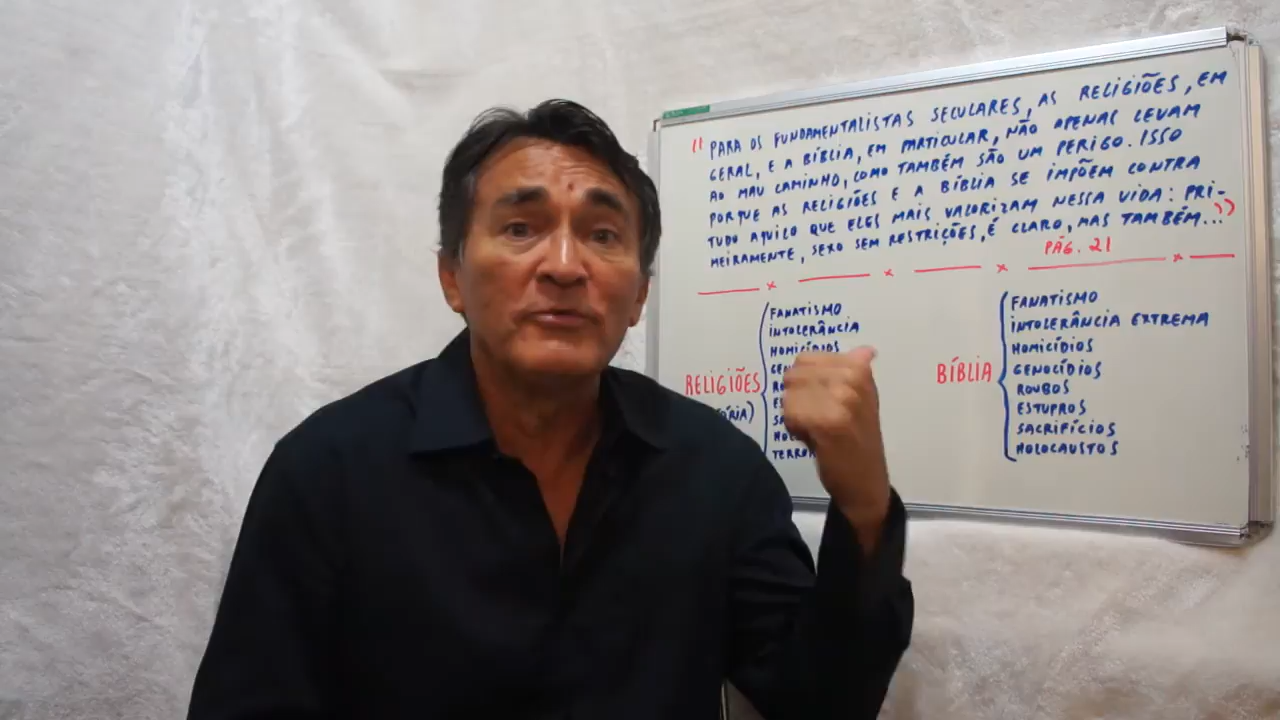 "PARA OS FUNDAMENTALISTAS SECULARES, AS RELIGIÕES, EM
GERAL, E A BÍBLIA, EM PARTICULAR, NÃO APENAS LEVAM
AO MAU CAMINHO, COMO TAMBÉM SÃO UM PERIGO. ISSO
PORQUE AS RELIGIÕES E A BÍBLIA SE IMPÕEM CONTRA
TUDO AQUILO QUE ELES MAIS VALORIZAM NESSA VIDA: PRI-
MEIRAMENTE, SEXO SEM RESTRIÇÕES, É CLARO, MAS TAMBÉM..."
PÁG. 21
RELIGIÕES
FANATISMO
INTOLERÂNCIA
HOMICÍDIOS
BÍBLIA
FANATISMO
INTOLERÂNCIA EXTREMA
HOMICÍDIOS
GENOCÍDIOS
ROUBOS
ESTUPROS
SACRIFÍCIOS
HOLOCAUSTOS